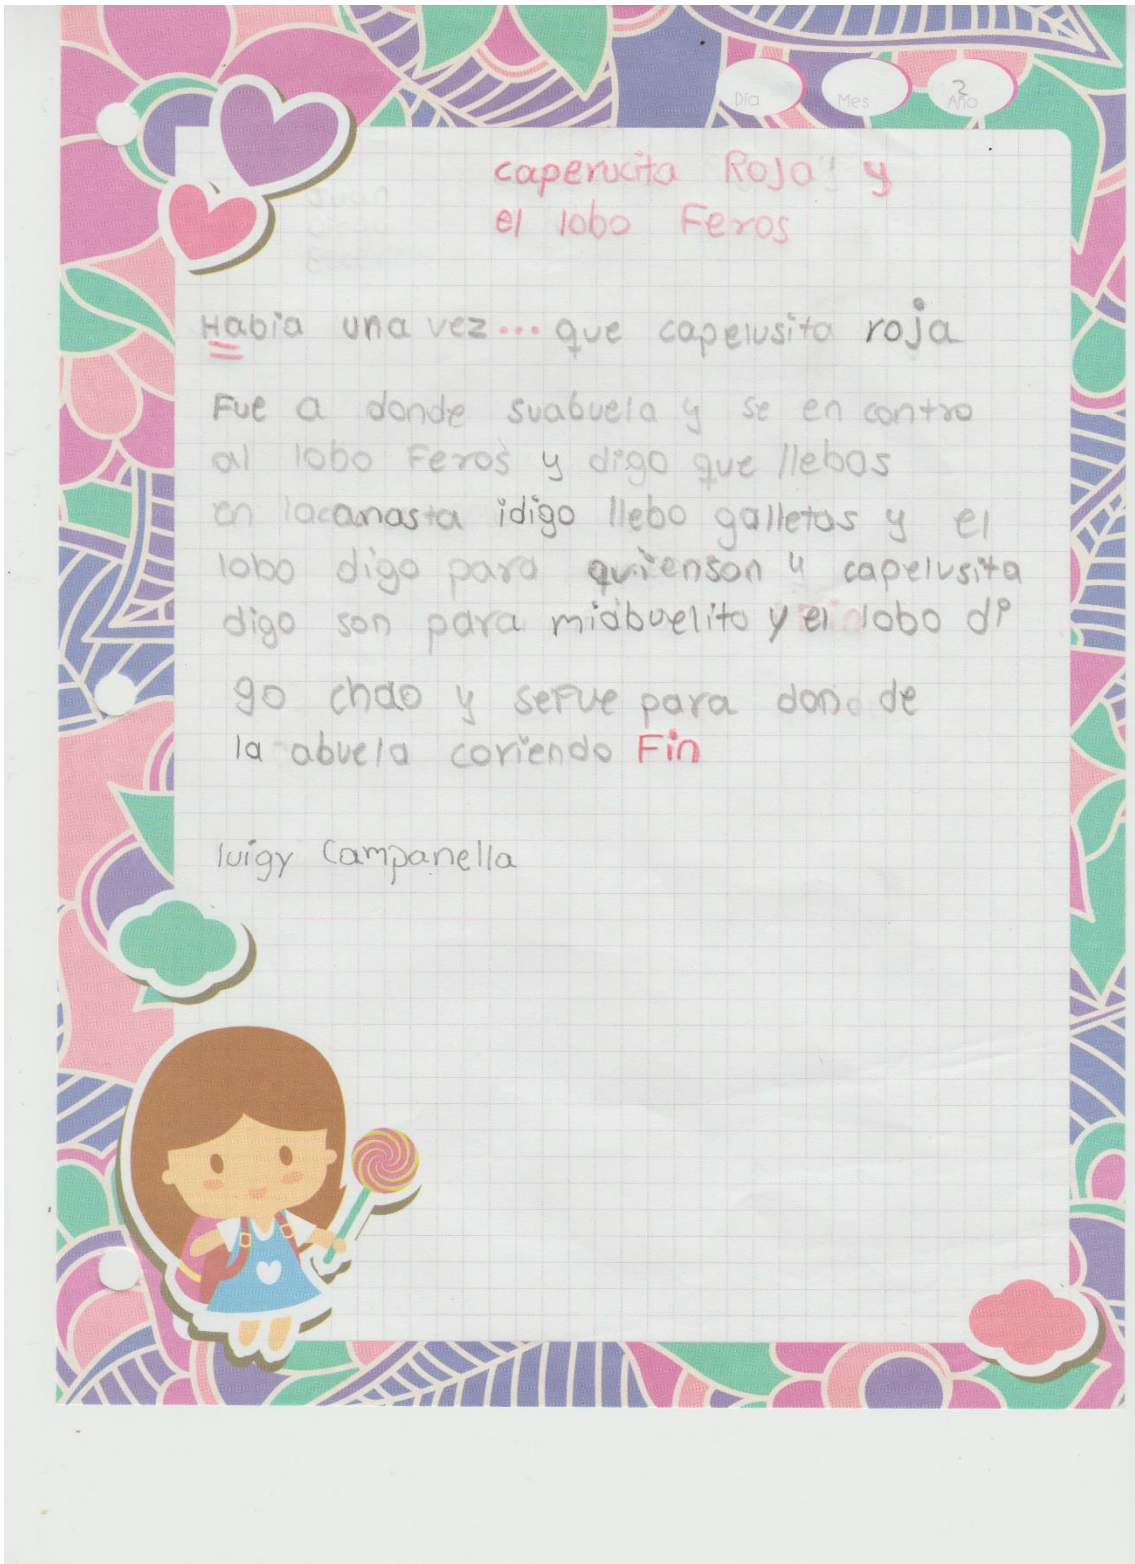 Día Mes Año 2
caperucita Roja y
el lobo Feros
Habia una vez... que capelusita roja
Fue a donde suabuela y se en contro
al lobo Feros y digo que llebas
en lacanasta idigo llebo galletas y el
lobo digo para quienson y capelusita
digo son para miabuelito y el lobo di
go chao y sefue para don de
la abuela coriendo Fin
luigy Campanella